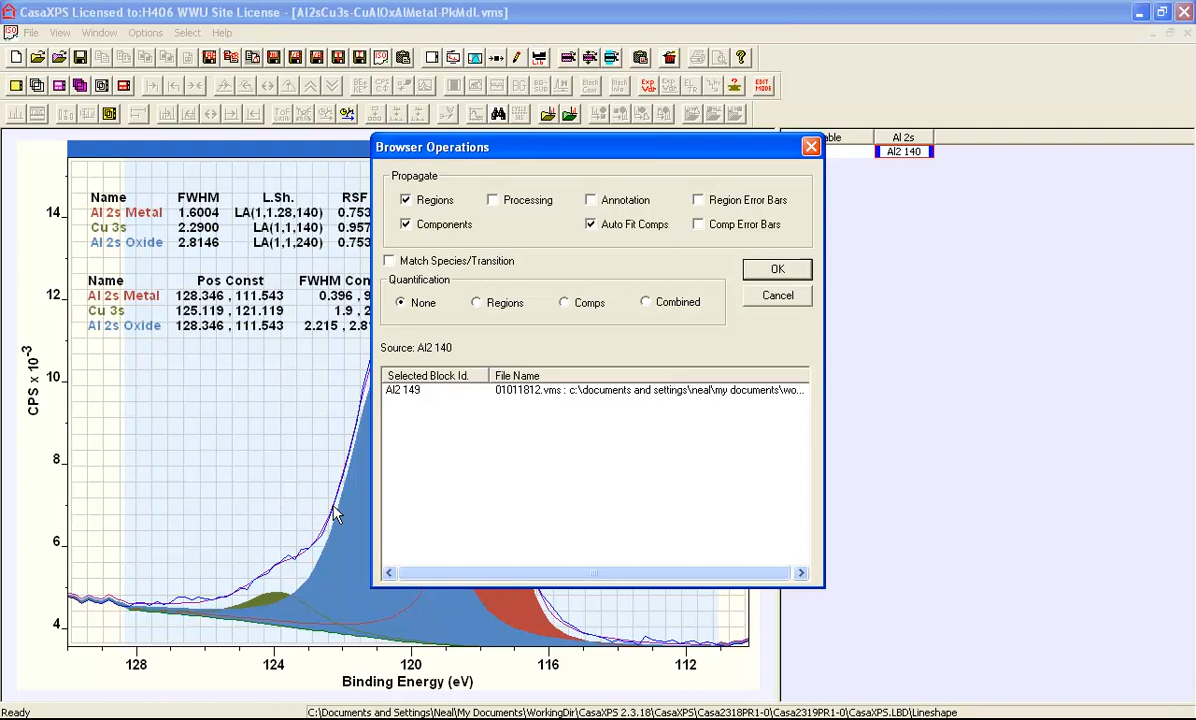 CasaXPS Licensed to:H406 WWU Site License - [Al2sCu3s-CuAlOxAlMetal-PkMdl.vms]
File View Window Options Select Help
Browser Operations
Propagate
Regions Processing Annotation Region Error Bars
Components Auto Fit Comps Comp Error Bars
Match Species/Transition
Quantification
None Regions Comps Combined
OK
Cancel
Source: Al2 140
Selected Block Id. File Name
Al2 149 01011812.vms : c:\documents and settings\neal\my documents\wo...
Name FWHM L.Sh. RSF
Al 2s Metal 1.6004 LA(1,1.28,140) 0.753
Cu 3s 2.2900 LA(1,1,140) 0.957
Al 2s Oxide 2.8146 LA(1,1,240) 0.753
Name Pos Const FWHM Con
Al 2s Metal 128.346 , 111.543 0.396 , 9
Cu 3s 125.119 , 121.119 1.9 , 2
Al 2s Oxide 128.346 , 111.543 2.215 , 2.8
14
12
10
8
6
4
CPS x 10⁻³
128 124 120 116 112
Binding Energy (eV)
able Al 2s
Al2 140
Ready C:\Documents and Settings\Neal\My Documents\WorkingDir\CasaXPS 2.3.18\CasaXPS\Casa2318PR1-0\Casa2319PR1-0\CasaXPS.LBD\Lineshape